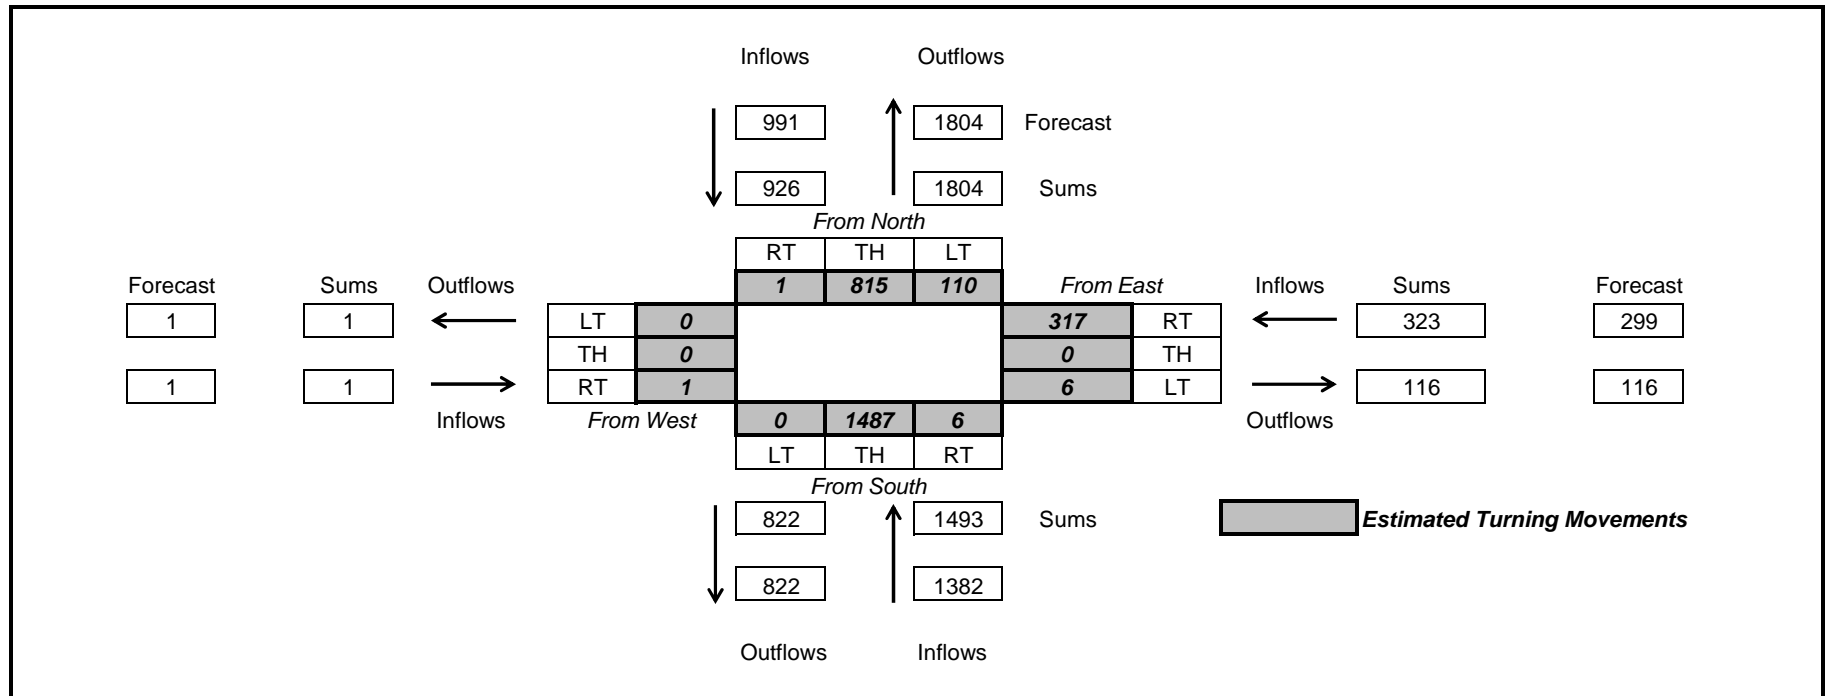 Inflows Outflows
991 1804 Forecast
926 1804 Sums
From North
RT TH LT
Forecast Sums Outflows 1 815 110 From East Inflows Sums Forecast
1 1 LT 0 317 RT 323 299
TH 0 0 TH
1 1 RT 1 6 LT 116 116
Inflows From West 0 1487 6 Outflows
LT TH RT
From South
822 1493 Sums Estimated Turning Movements
822 1382
Outflows Inflows